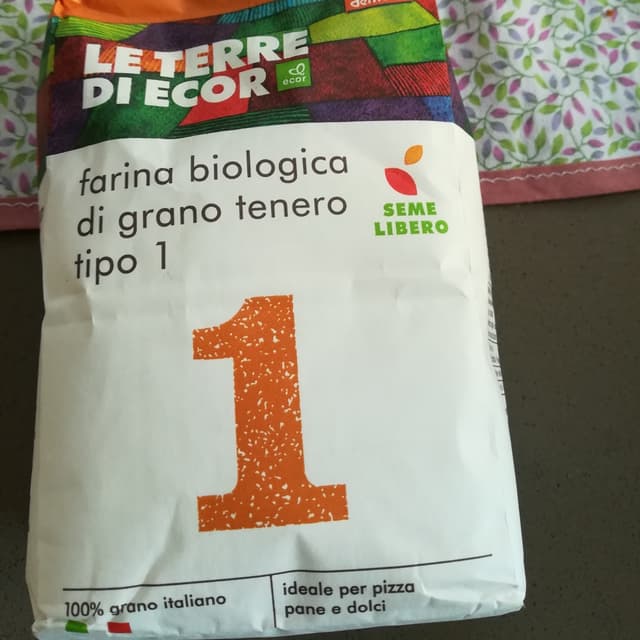 LE TERRE
DI ECOR
ecor
farina biologica
di grano tenero
tipo 1
SEME
LIBERO
1
100% grano italiano
ideale per pizza
pane e dolci